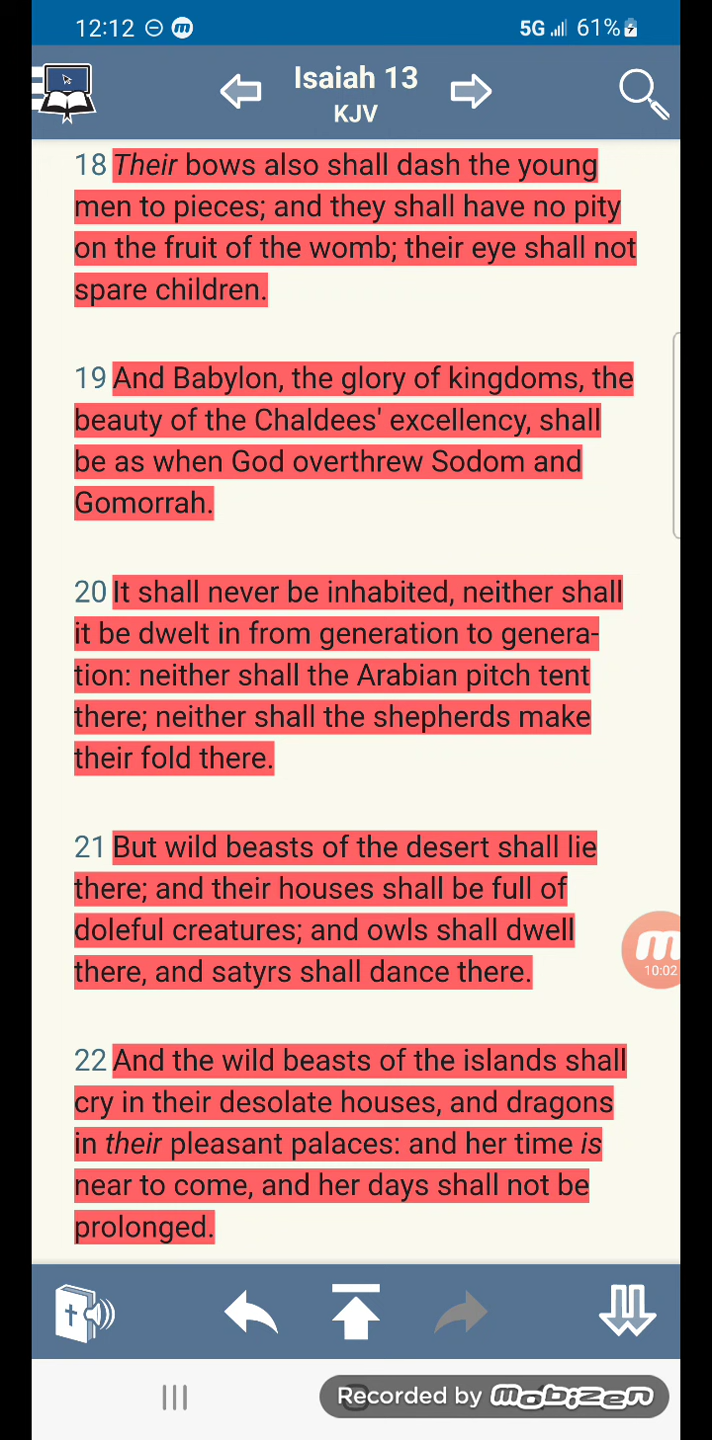 12:12 m 5G 61%
Isaiah 13
KJV
18 Their bows also shall dash the young
men to pieces; and they shall have no pity
on the fruit of the womb; their eye shall not
spare children.
19 And Babylon, the glory of kingdoms, the
beauty of the Chaldees' excellency, shall
be as when God overthrew Sodom and
Gomorrah.
20 It shall never be inhabited, neither shall
it be dwelt in from generation to genera-
tion: neither shall the Arabian pitch tent
there; neither shall the shepherds make
their fold there.
21 But wild beasts of the desert shall lie
there; and their houses shall be full of
doleful creatures; and owls shall dwell
there, and satyrs shall dance there.
m
10:02
22 And the wild beasts of the islands shall
cry in their desolate houses, and dragons
in their pleasant palaces: and her time is
near to come, and her days shall not be
prolonged.
Recorded by mobizen